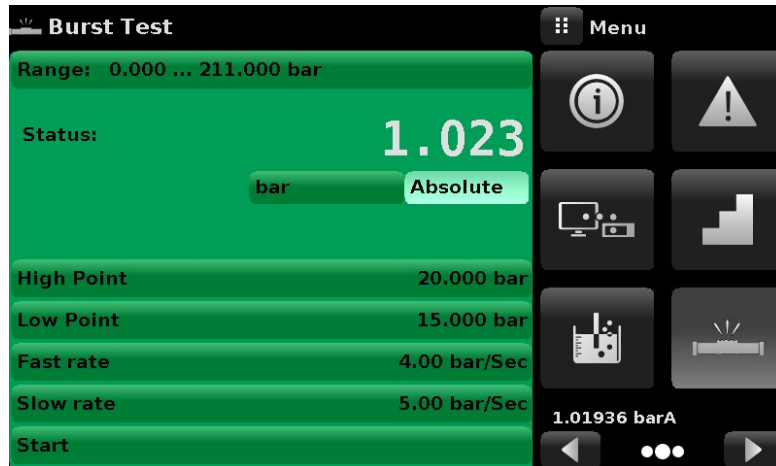 Burst Test
Range: 0.000 ... 211.000 bar
Status: 1.023
bar Absolute
High Point 20.000 bar
Low Point 15.000 bar
Fast rate 4.00 bar/Sec
Slow rate 5.00 bar/Sec
Start
Menu
1.01936 barA